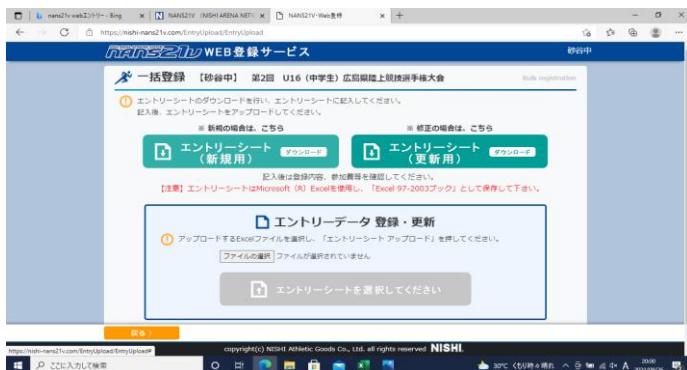 nans21v webエントリー - Bing
NANS21V (NISHI ARENA NET
NANS21V-Web登録
https://nishi-nans21v.com/EntryUpload/EntryUpload
NANS21V WEB登録サービス
砂谷中
一括登録 【砂谷中】 第2回 U16（中学生）広島県陸上競技選手権大会
Bulk registration
エントリーシートのダウンロードを行い、エントリーシートに記入してください。
記入後、エントリーシートをアップロードしてください。
※ 新規の場合は、こちら
※ 修正の場合は、こちら
エントリーシート
（新規用）
ダウンロード
エントリーシート
（更新用）
ダウンロード
記入後は登録内容、参加費等を確認してください。
【注意】エントリーシートはMicrosoft（R）Excelを使用し、「Excel 97-2003ブック」として保存して下さい。
エントリーデータ 登録・更新
アップロードするExcelファイルを選択し、「エントリーシート アップロード」を押してください。
ファイルの選択 ファイルが選択されていません
エントリーシートを選択してください
戻る
https://nishi-nans21v.com/EntryUpload/EntryUpload#
copyright(c) NISHI Athletic Goods Co., Ltd. all rights reserved NISHI.
ここに入力して検索
30°C くもり時々晴れ
A
20:00